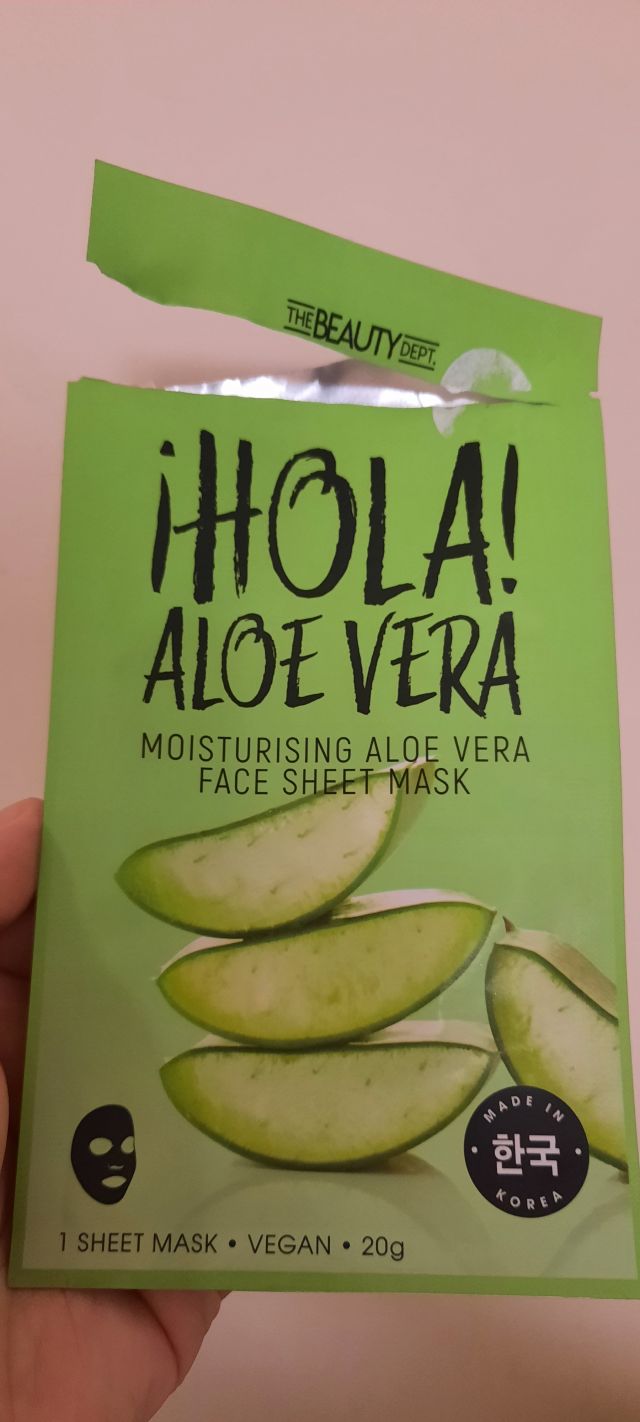 THE BEAUTY DEPT.
¡HOLA!
ALOE VERA
MOISTURISING ALOE VERA
FACE SHEET MASK
MADE IN
한국
KOREA
1 SHEET MASK • VEGAN • 20g